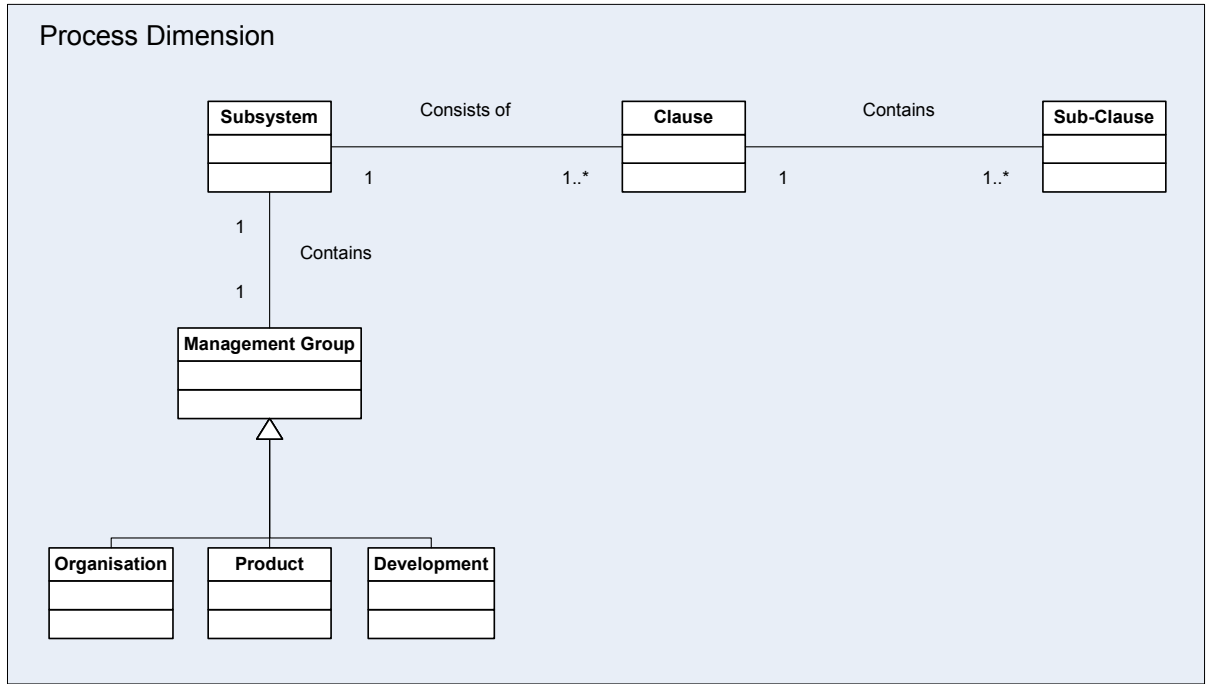 Process Dimension
Subsystem
Consists of
Clause
Contains
Sub-Clause
1
1..*
1
1..*
1
Contains
1
Management Group
Organisation
Product
Development